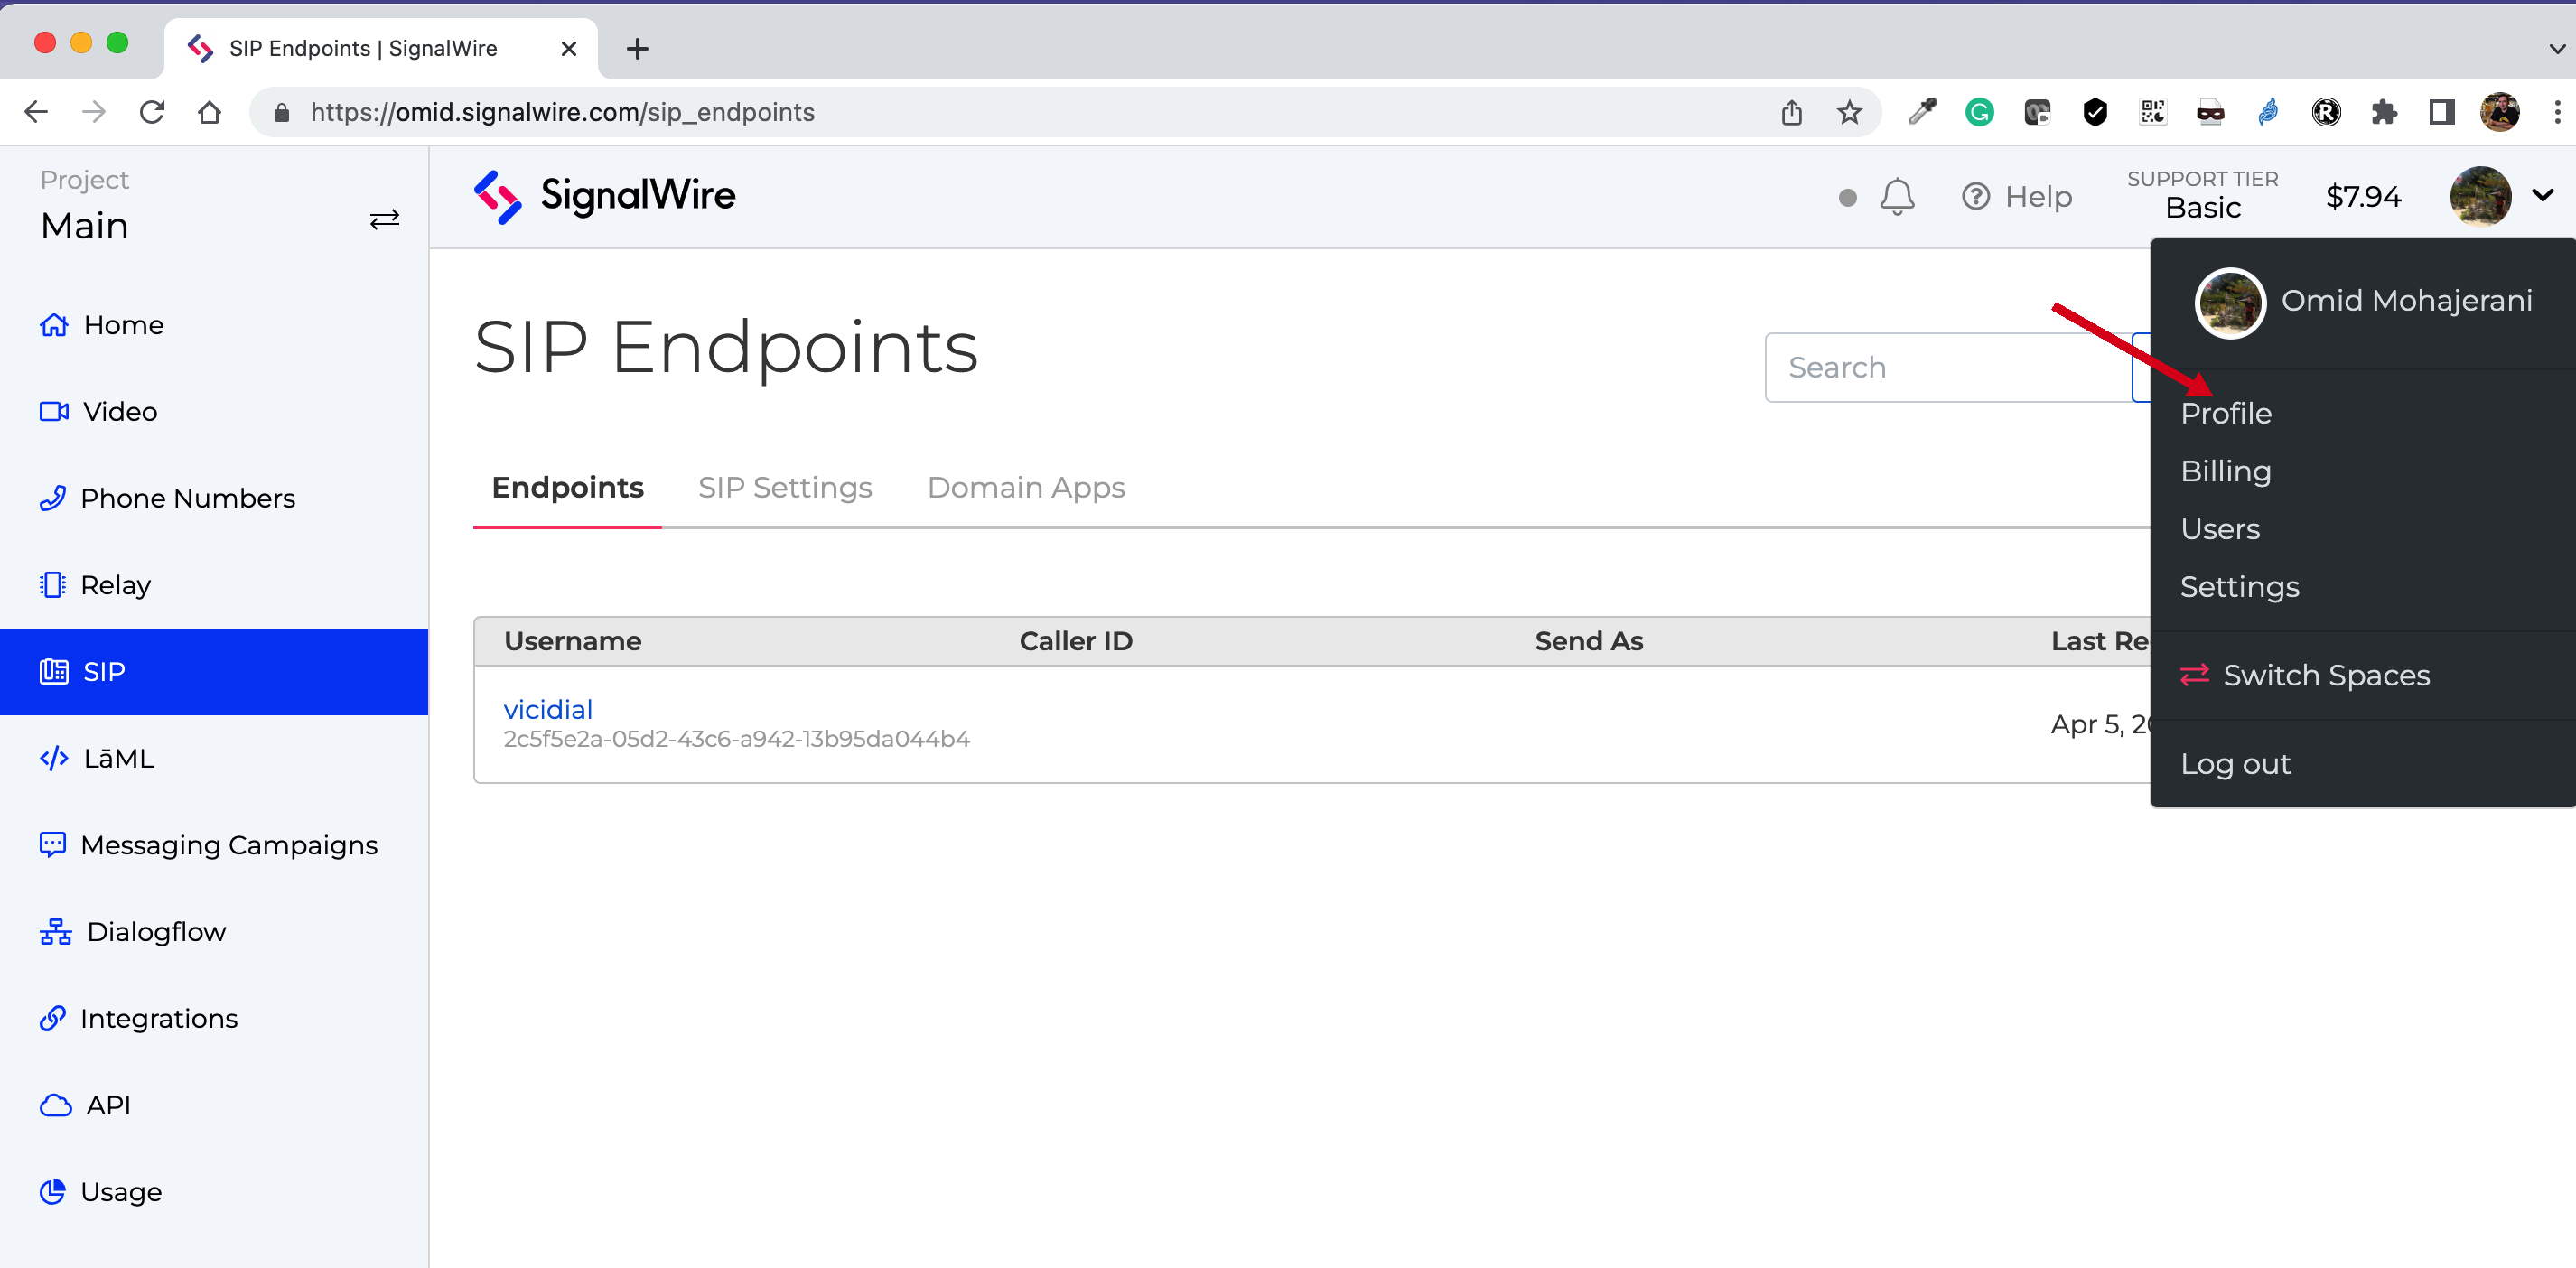 SIP Endpoints | SignalWire
https://omid.signalwire.com/sip_endpoints
Project
Main
SignalWire
Help
SUPPORT TIER
Basic
$7.94
Home
Video
Phone Numbers
Relay
SIP
LāML
Messaging Campaigns
Dialogflow
Integrations
API
Usage
SIP Endpoints
Search
Endpoints SIP Settings Domain Apps
Username Caller ID Send As Last Re
vicidial
2c5f5e2a-05d2-43c6-a942-13b95da044b4
Apr 5, 20
Omid Mohajerani
Profile
Billing
Users
Settings
Switch Spaces
Log out